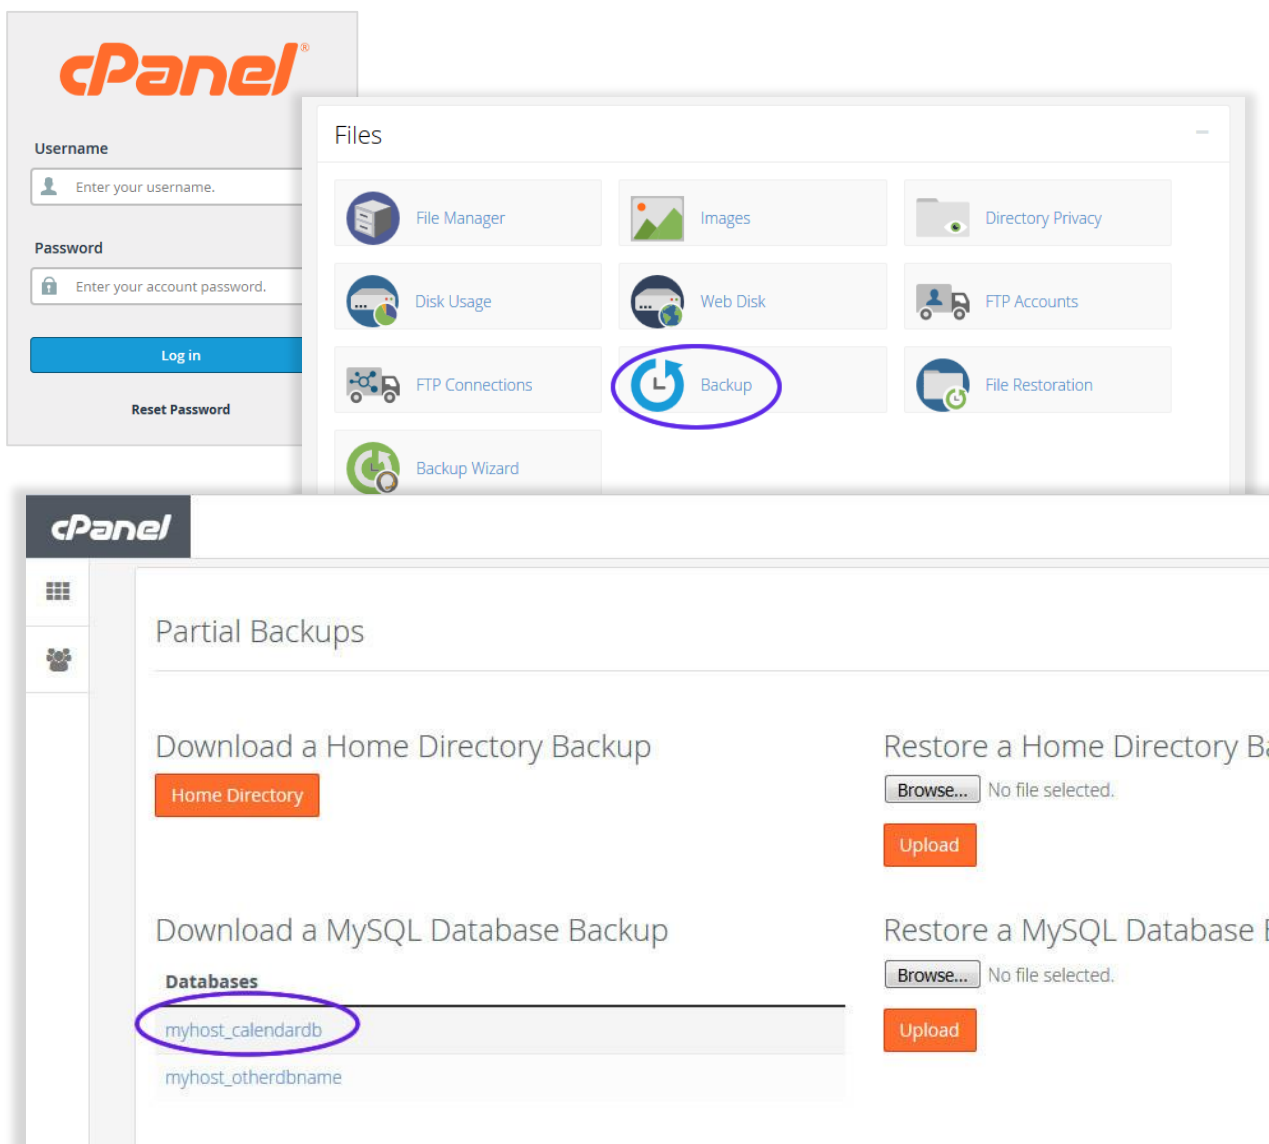 cPanel®
Username
Enter your username.
Password
Enter your account password.
Log in
Reset Password
Files
File Manager
Images
Directory Privacy
Disk Usage
Web Disk
FTP Accounts
FTP Connections
Backup
File Restoration
Backup Wizard
cPanel
Partial Backups
Download a Home Directory Backup
Home Directory
Restore a Home Directory Ba
Browse... No file selected.
Upload
Download a MySQL Database Backup
Databases
myhost_calendardb
myhost_otherdbname
Restore a MySQL Database
Browse... No file selected.
Upload